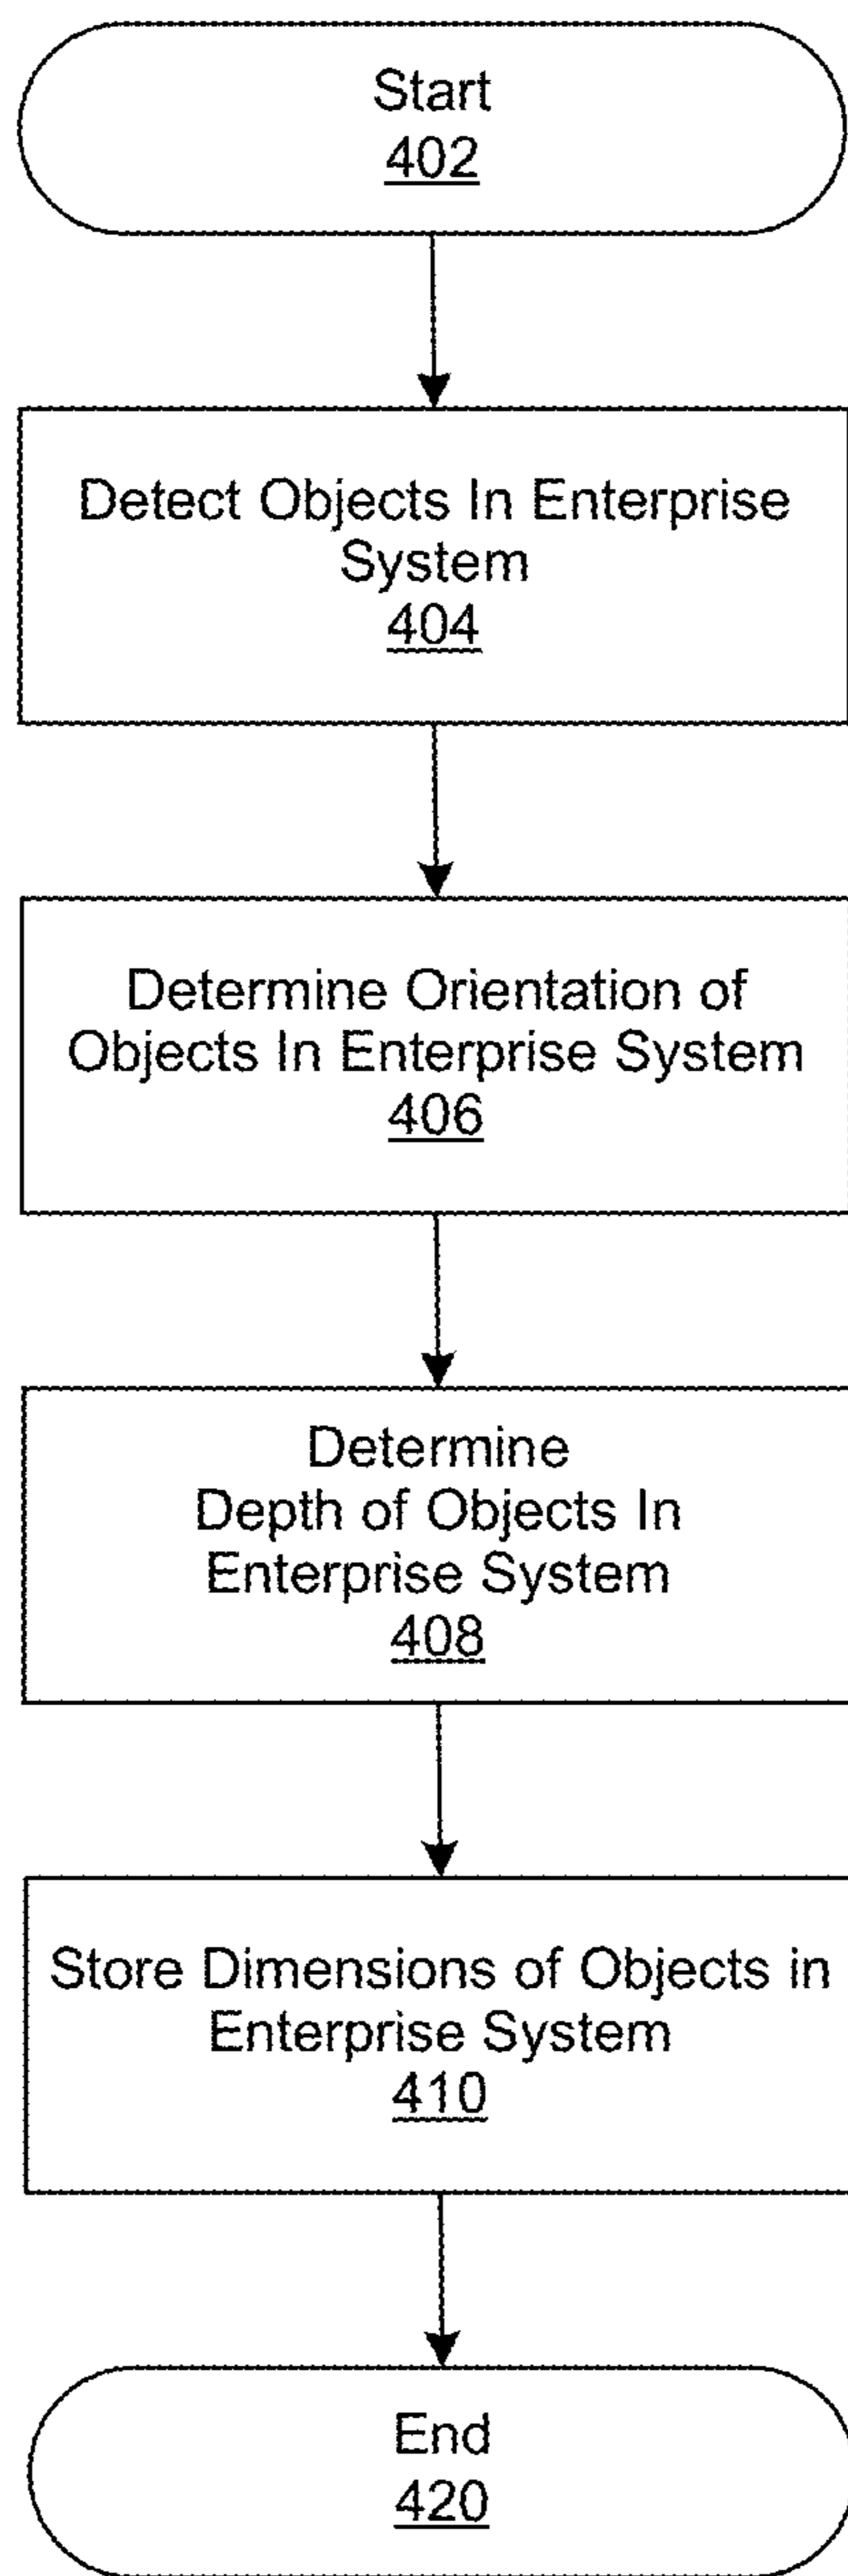 Start
402
Detect Objects In Enterprise
System
404
Determine Orientation of
Objects In Enterprise System
406
Determine
Depth of Objects In
Enterprise System
408
Store Dimensions of Objects in
Enterprise System
410
End
420